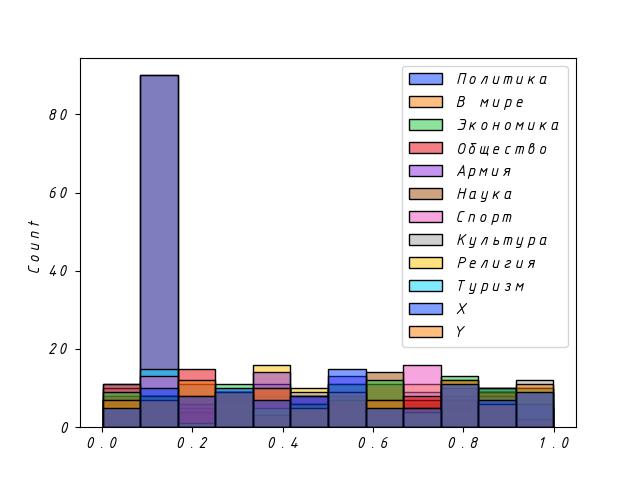 Политика
В мире
Экономика
Общество
Армия
Наука
Спорт
Культура
Религия
Туризм
X
Y
Count
80
60
40
20
0
0.0 0.2 0.4 0.6 0.8 1.0